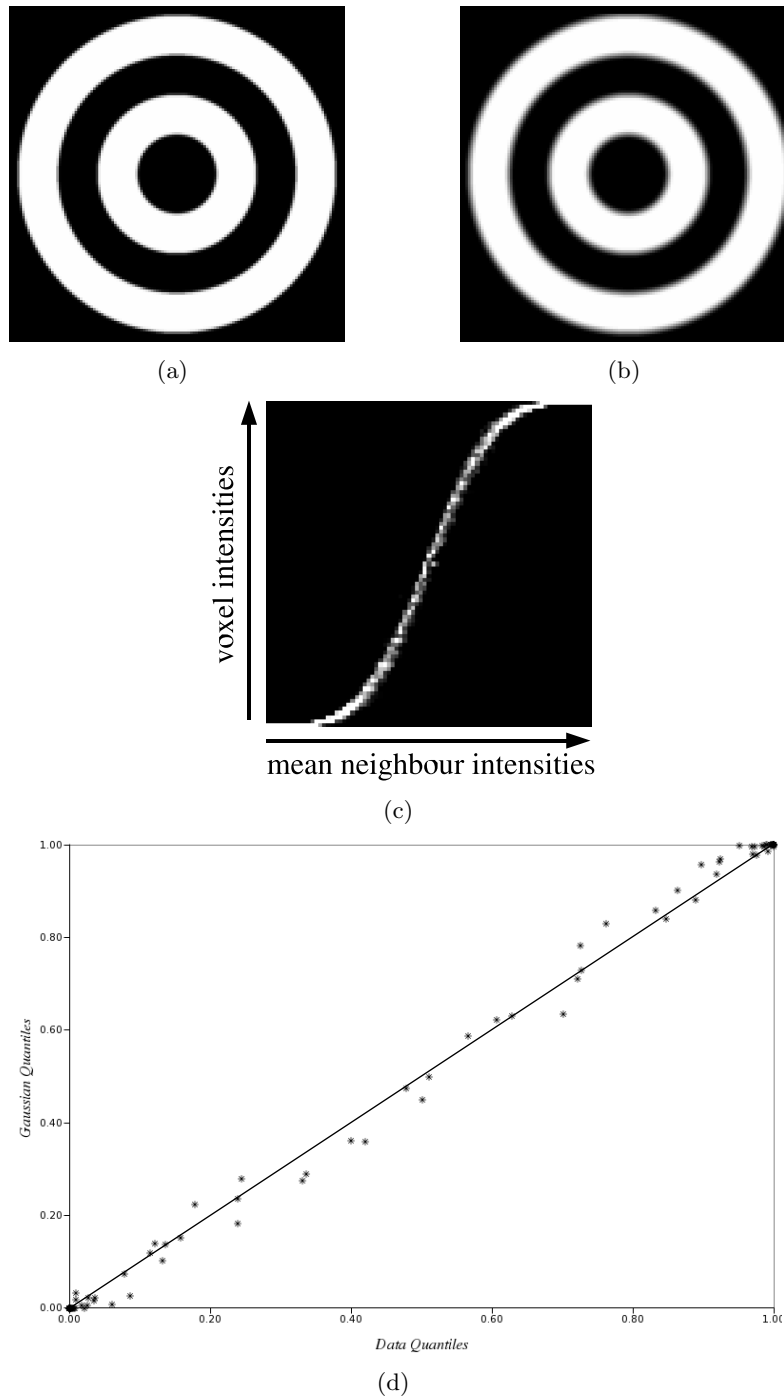 (a)
(b)
voxel intensities
mean neighbour intensities
(c)
1.00
0.80
0.60
0.40
0.20
0.00
Gaussian Quantiles
0.00 0.20 0.40 0.60 0.80 1.00
Data Quantiles
(d)